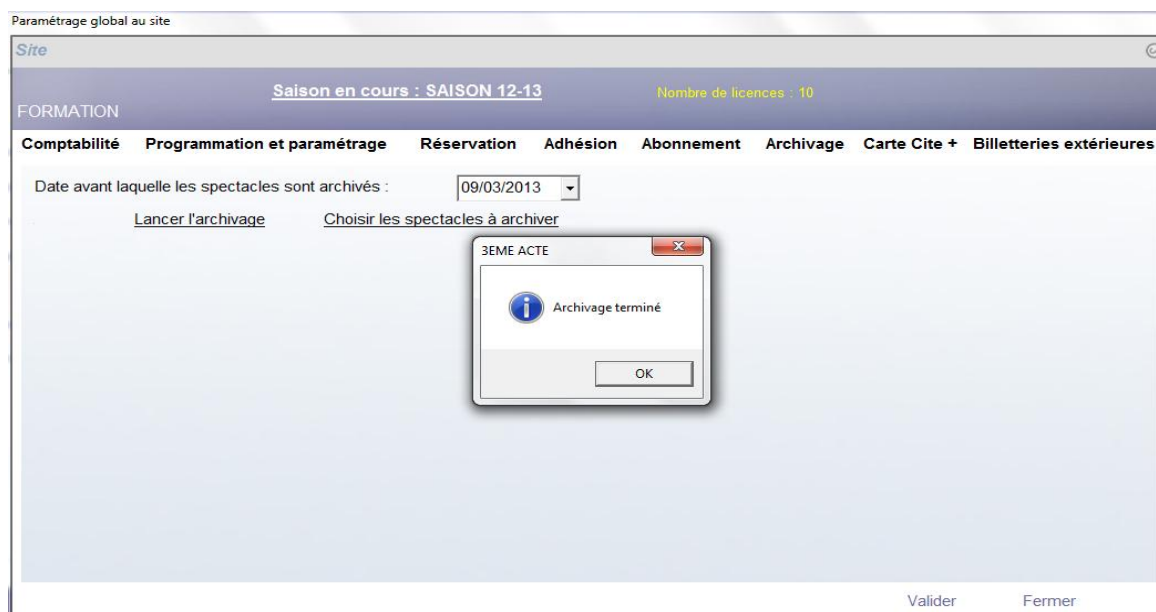 Paramétrage global au site
Site
Saison en cours : SAISON 12-13
Nombre de licences : 10
FORMATION
Comptabilité Programmation et paramétrage Réservation Adhésion Abonnement Archivage Carte Cite + Billetteries extérieures
Date avant laquelle les spectacles sont archivés : 09/03/2013
Lancer l'archivage Choisir les spectacles à archiver
3EME ACTE
Archivage terminé
OK
Valider Fermer